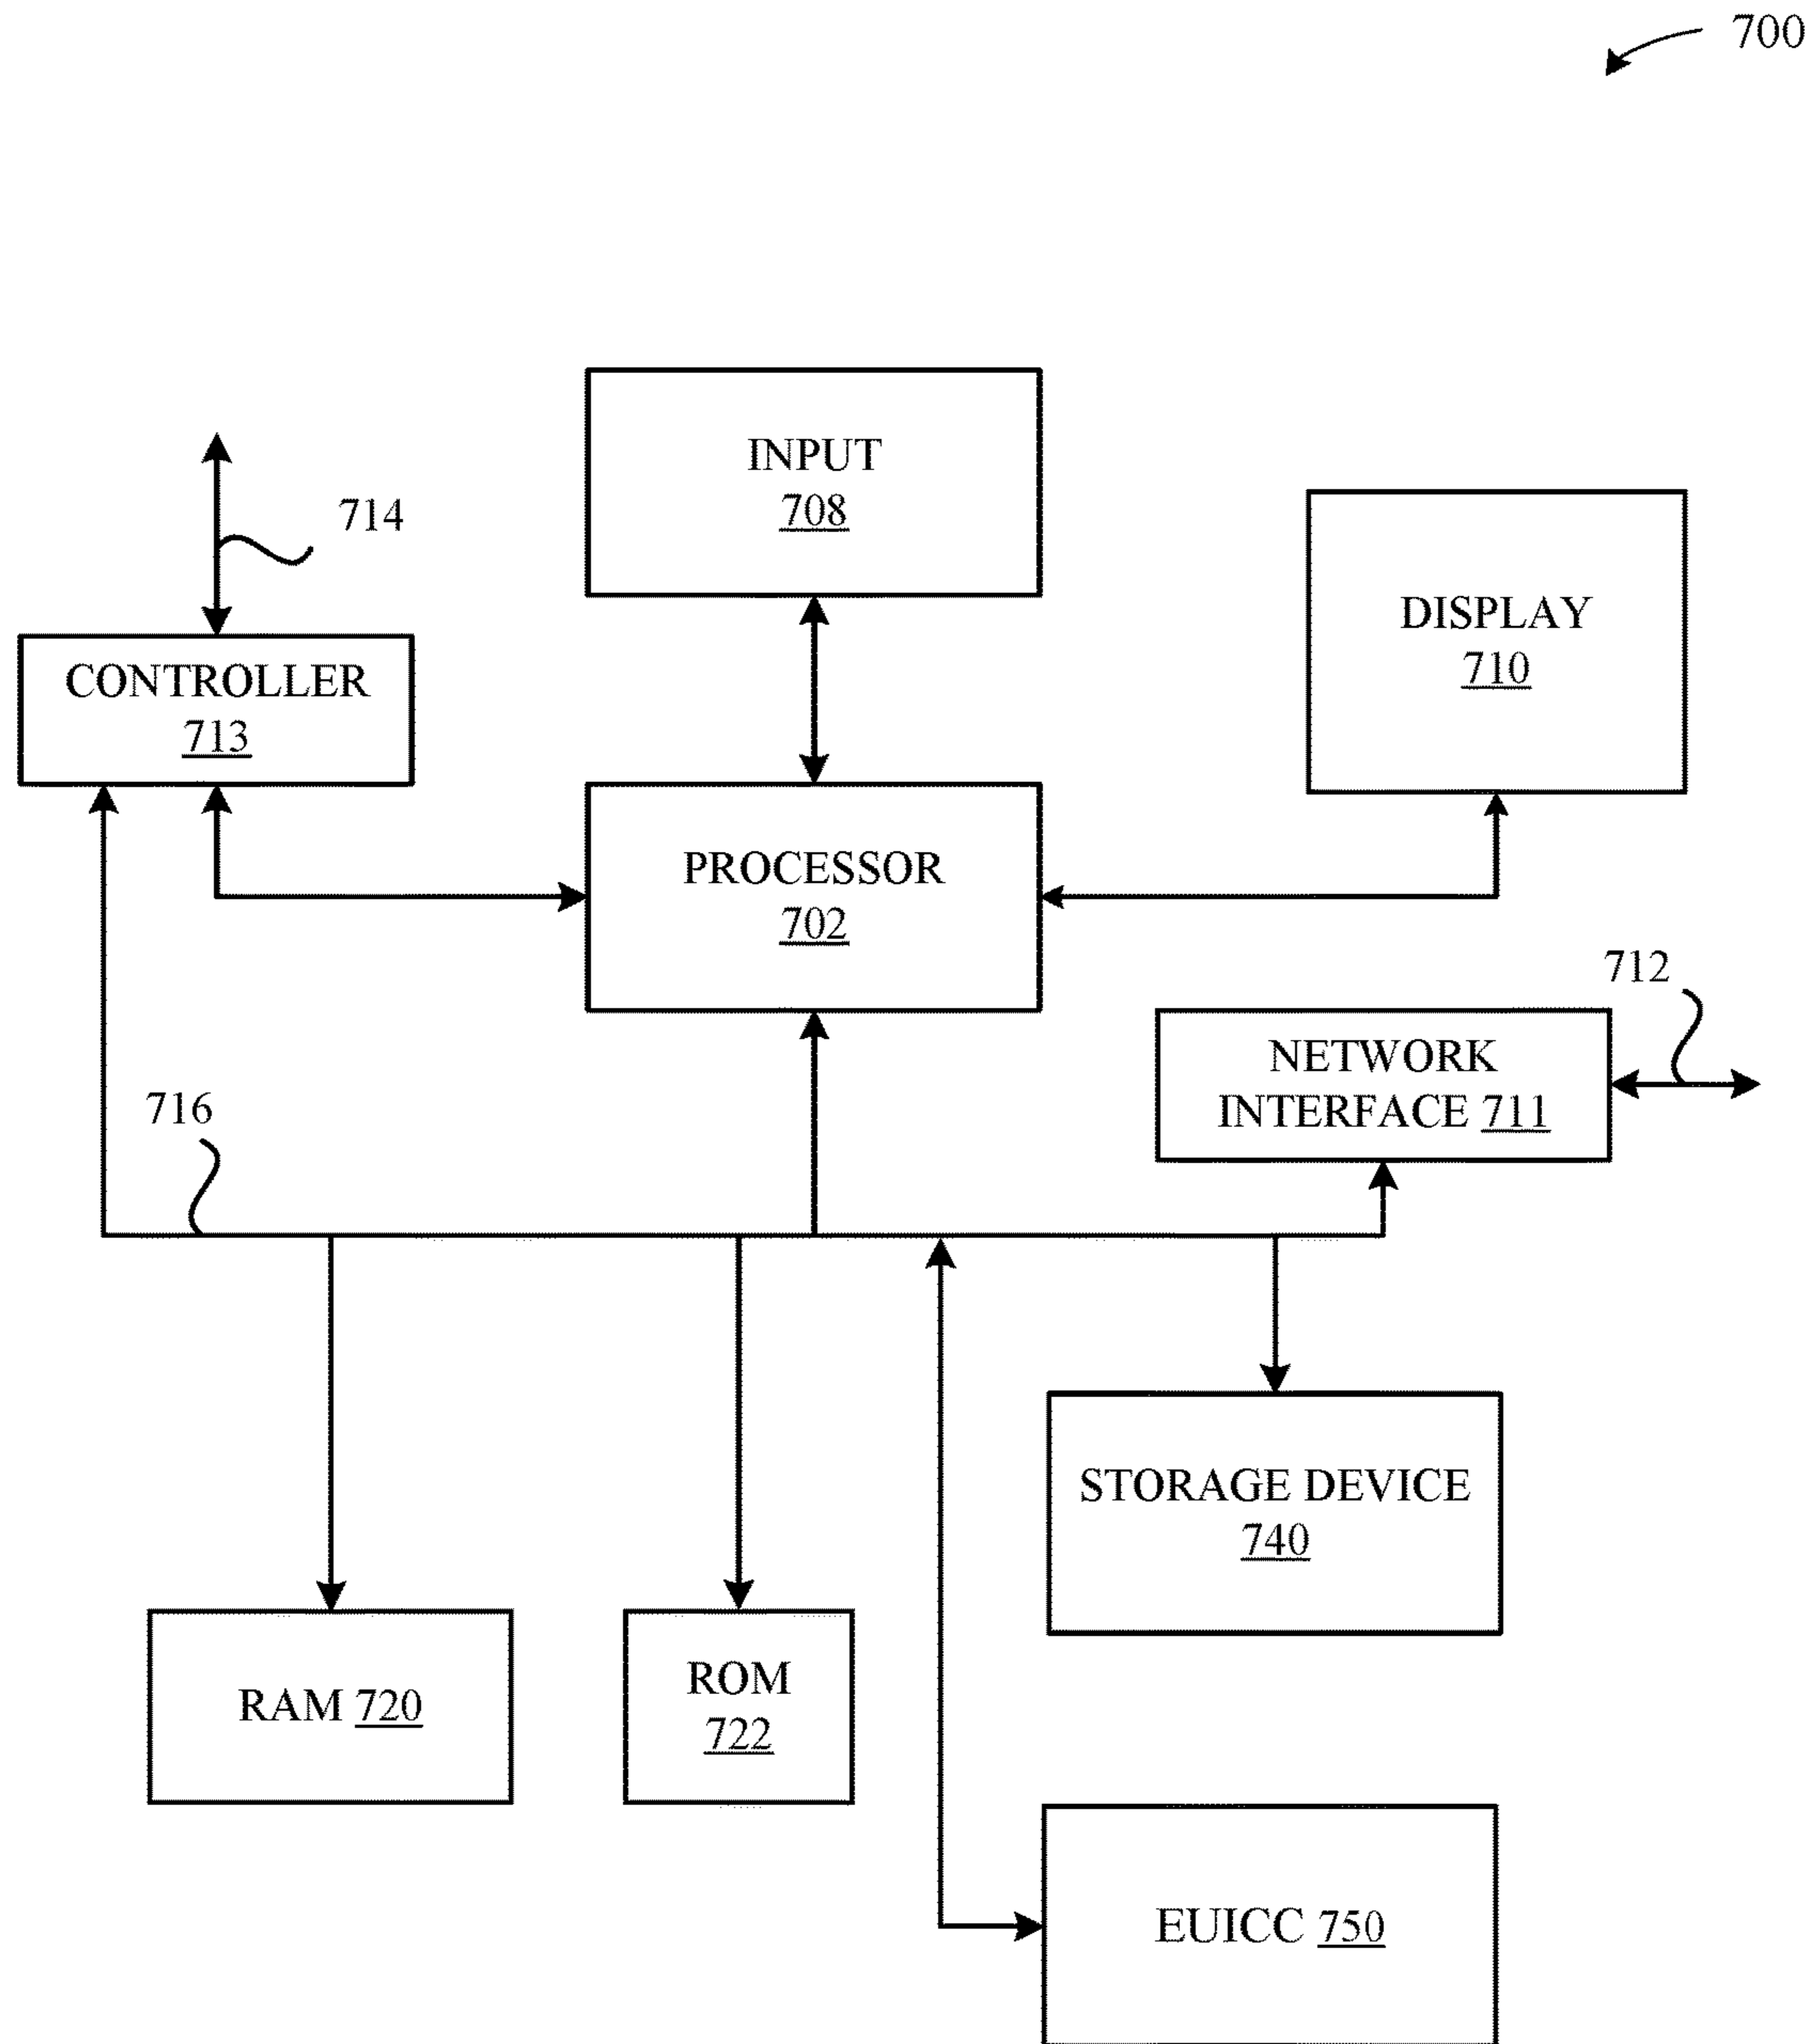 700
INPUT
708
714
DISPLAY
710
CONTROLLER
713
PROCESSOR
702
712
NETWORK
INTERFACE 711
716
STORAGE DEVICE
740
RAM 720
ROM
722
EUICC 750